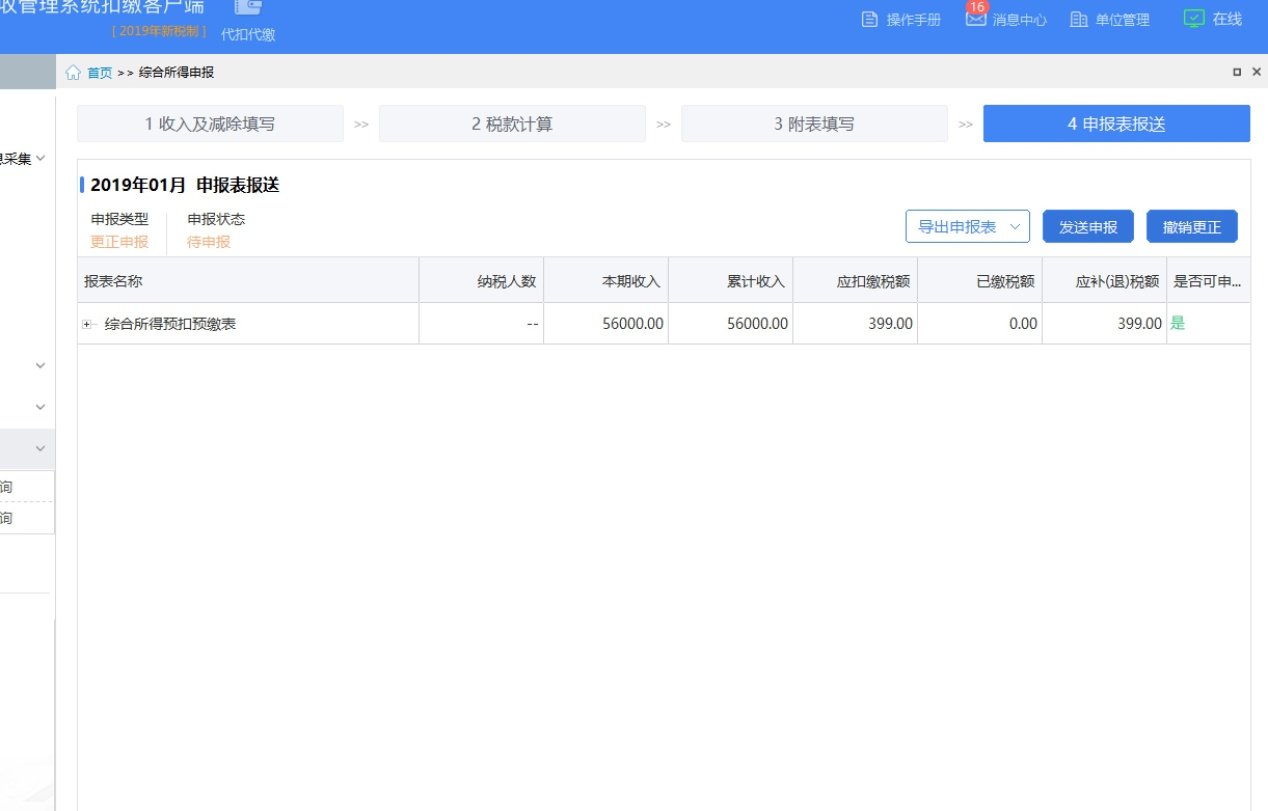 收管理系统扣缴客户端
[ 2019年新税制 ]
代扣代缴
操作手册
16
消息中心
单位管理
在线
首页 >> 综合所得申报
1 收入及减除填写 >> 2 税款计算 >> 3 附表填写 >> 4 申报表报送
息采集
2019年01月 申报表报送
申报类型 申报状态
更正申报 待申报
导出申报表 发送申报 撤销更正
报表名称 纳税人数 本期收入 累计收入 应扣缴税额 已缴税额 应补(退)税额 是否可申...
综合所得预扣预缴表 -- 56000.00 56000.00 399.00 0.00 399.00 是
询
询